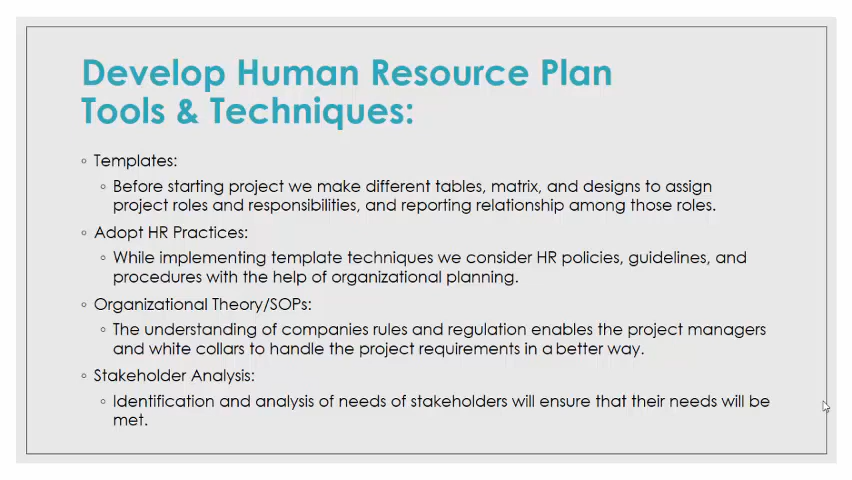 Develop Human Resource Plan
Tools & Techniques:
◦ Templates:
◦ Before starting project we make different tables, matrix, and designs to assign
project roles and responsibilities, and reporting relationship among those roles.
◦ Adopt HR Practices:
◦ While implementing template techniques we consider HR policies, guidelines, and
procedures with the help of organizational planning.
◦ Organizational Theory/SOPs:
◦ The understanding of companies rules and regulation enables the project managers
and white collars to handle the project requirements in a better way.
◦ Stakeholder Analysis:
◦ Identification and analysis of needs of stakeholders will ensure that their needs will be
met.